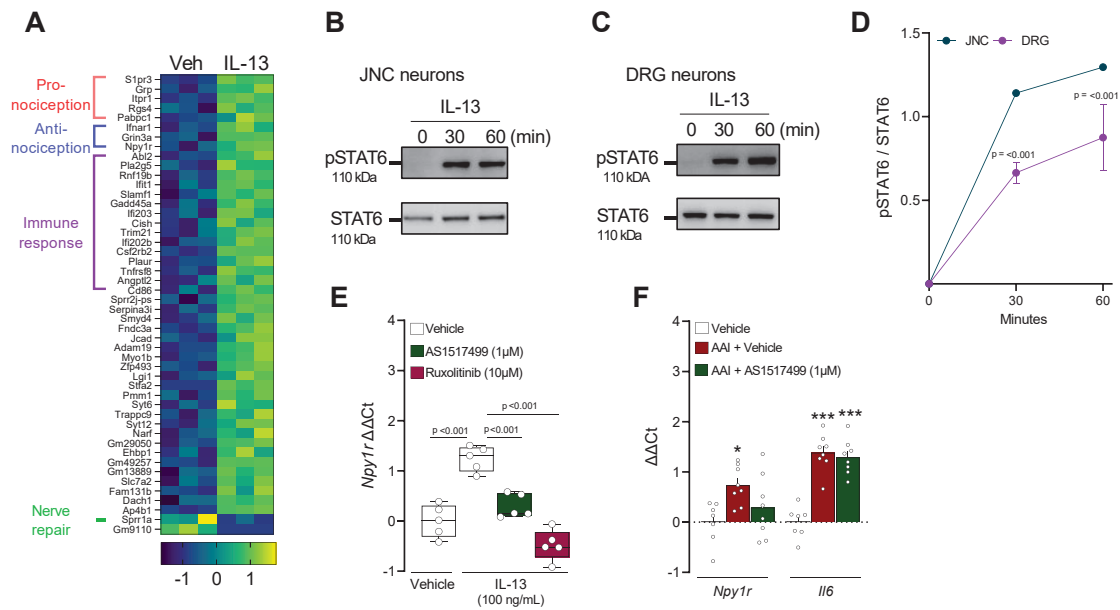 A
Veh IL-13
Pro-
nociception
Anti-
nociception
Immune
response
Nerve
repair
S1pr3
Grp
Itpr1
Rgs4
Pabpc1
Ifnar1
Grin3a
Npy1r
Abl2
Pla2g5
Rnf19b
Ifit1
Slamf1
Gadd45a
Ifi203
Cish
Trim21
Ifi202b
Csf2rb2
Plaur
Tnfrsf8
Angptl2
Cd86
Sprr2j-ps
Serpina3i
Smyd4
Fndc3a
Jcad
Adam19
Myo1b
Zfp493
Lgi1
Stfa2
Pmm1
Syt6
Trappc9
Syt12
Narf
Gm29050
Ehbp1
Gm49257
Gm13889
Slc7a2
Fam131b
Dach1
Ap4b1
Sprr1a
Gm9110
-1 0 1
B
JNC neurons
IL-13
0 30 60 (min)
pSTAT6
110 kDa
STAT6
110 kDa
C
DRG neurons
IL-13
0 30 60 (min)
pSTAT6
110 kDA
STAT6
110 kDa
D
JNC DRG
1.5
1.0
0.5
pSTAT6 / STAT6
p = <0.001
p = <0.001
0 30 60
Minutes
E
Vehicle
AS1517499 (1µM)
Ruxolitinib (10µM)
Npy1r ΔΔCt
4
3
2
1
0
-1
p <0.001
p <0.001
p <0.001
Vehicle IL-13
(100 ng/mL)
F
Vehicle
AAI + Vehicle
AAI + AS1517499 (1µM)
ΔΔCt
4
3
2
1
0
-1
* *** ***
Npy1r Il6